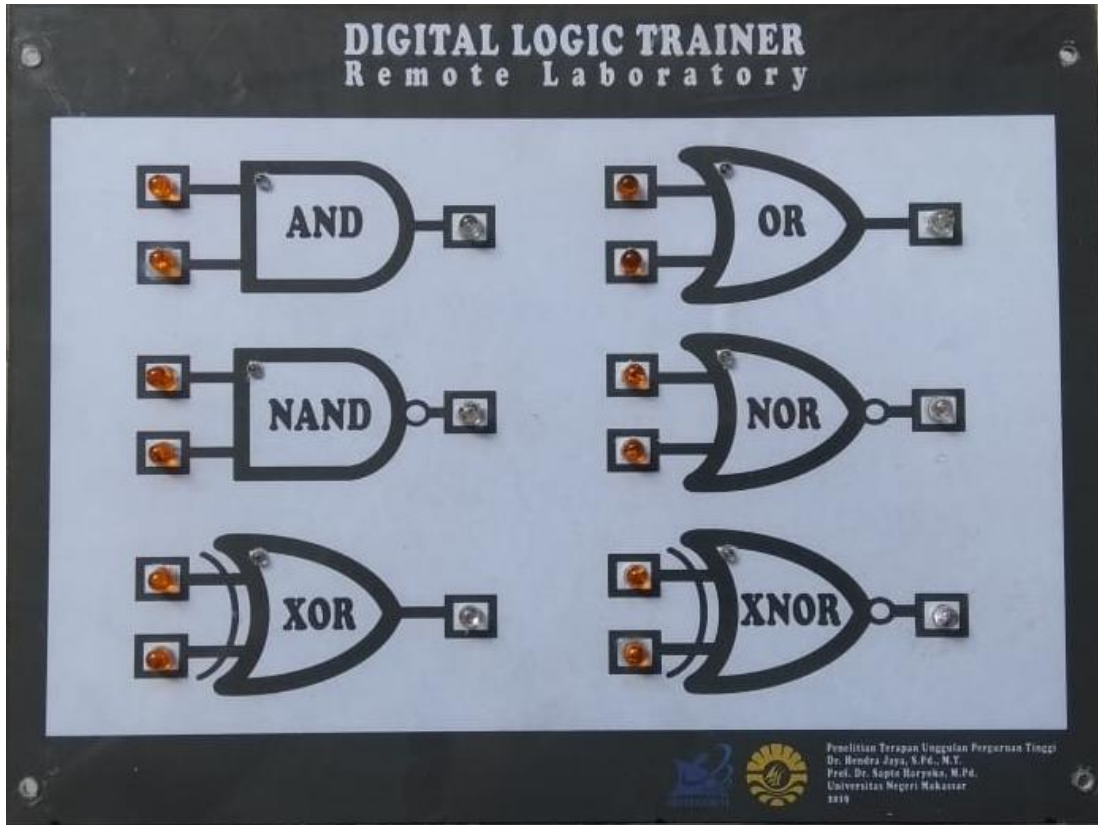 DIGITAL LOGIC TRAINER
Remote Laboratory
AND
OR
NAND
NOR
XOR
XNOR
Penelitian Terapan Unggulan Perguruan Tinggi
Dr. Hendra Jaya, S.Pd., M.T.
Prof. Dr. Sapto Haryoko, M.Pd.
Universitas Negeri Makassar
2019